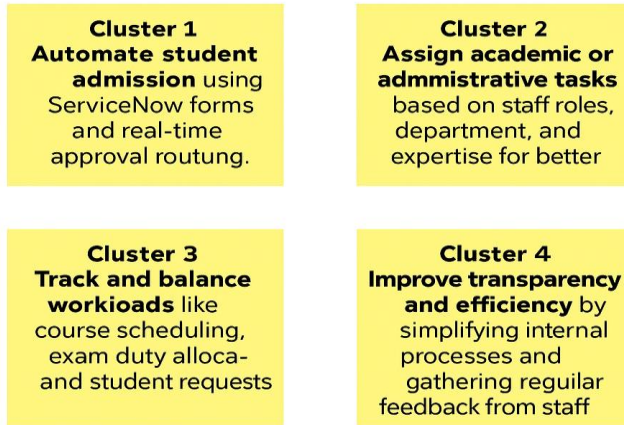 Cluster 1
Automate student
admission using
ServiceNow forms
and real-time
approval routung.
Cluster 2
Assign academic or
admmistrative tasks
based on staff roles,
department, and
expertise for better
Cluster 3
Track and balance
workioads like
course scheduling,
exam duty alloca-
and student requests
Cluster 4
Improve transparency
and efficiency by
simplifying internal
processes and
gathering reguilar
feedback from staff